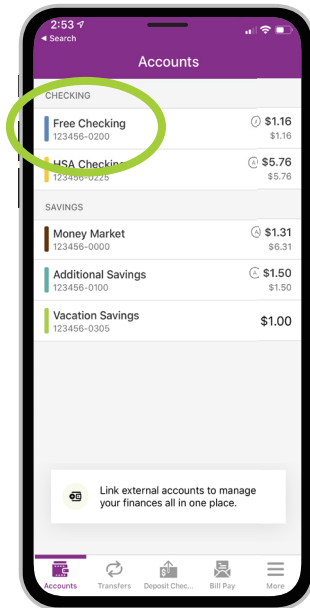 2:53
◄ Search
Accounts
CHECKING
Free Checking
123456-0200
$1.16
$1.16
HSA Checking
123456-0225
A $5.76
$5.76
SAVINGS
Money Market
123456-0000
A $1.31
$6.31
Additional Savings
123456-0100
A $1.50
$1.50
Vacation Savings
123456-0305
$1.00
Link external accounts to manage
your finances all in one place.
Accounts Transfers Deposit Chec... Bill Pay More